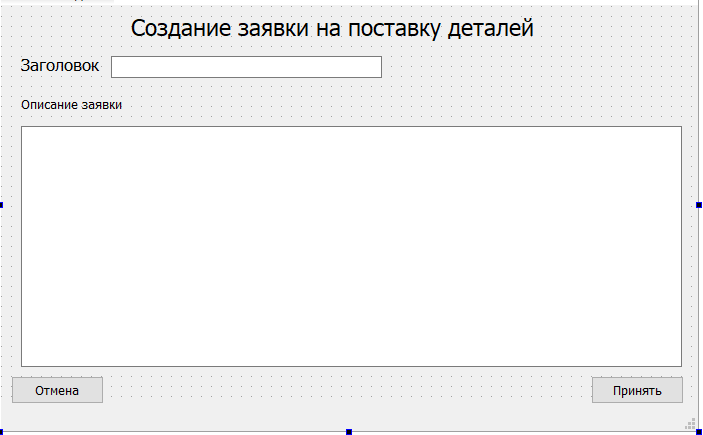 Создание заявки на поставку деталей
Заголовок
Описание заявки
Отмена
Принять